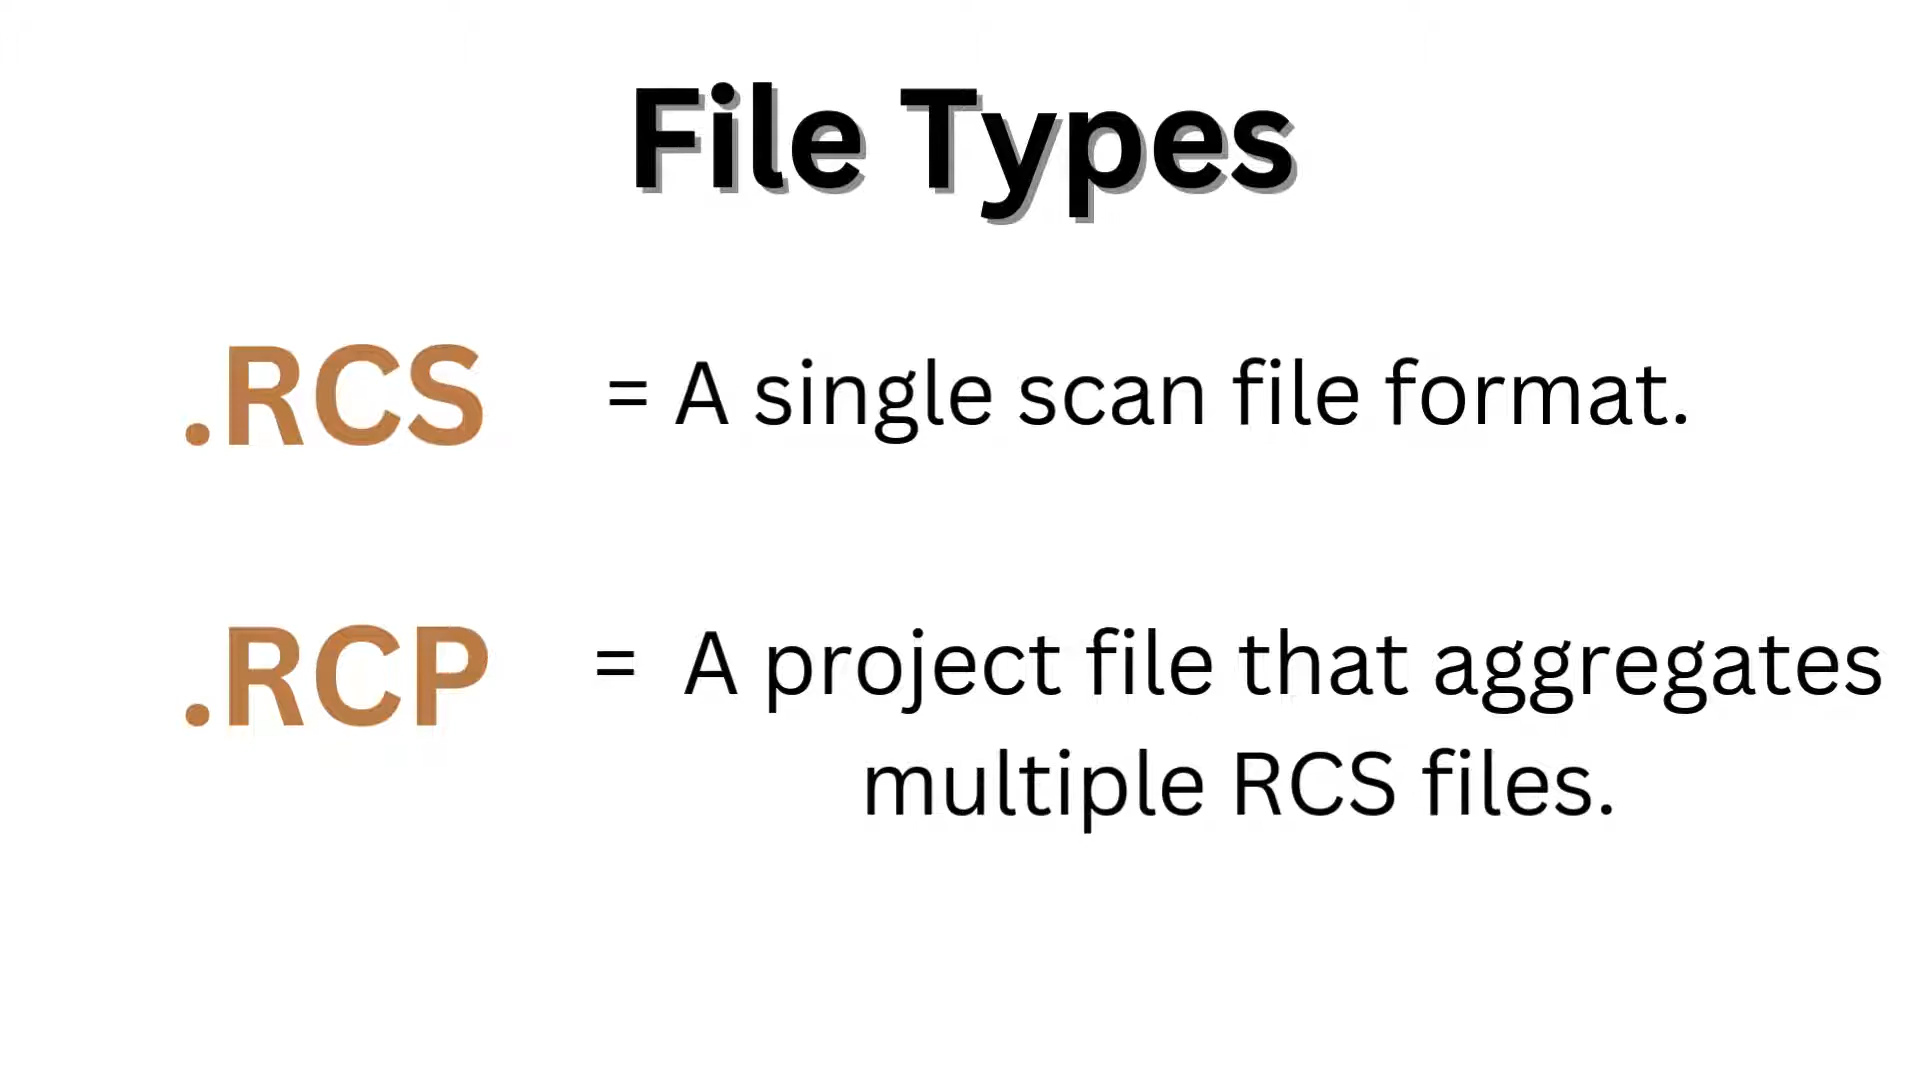 File Types
.RCS = A single scan file format.
.RCP = A project file that aggregates
multiple RCS files.